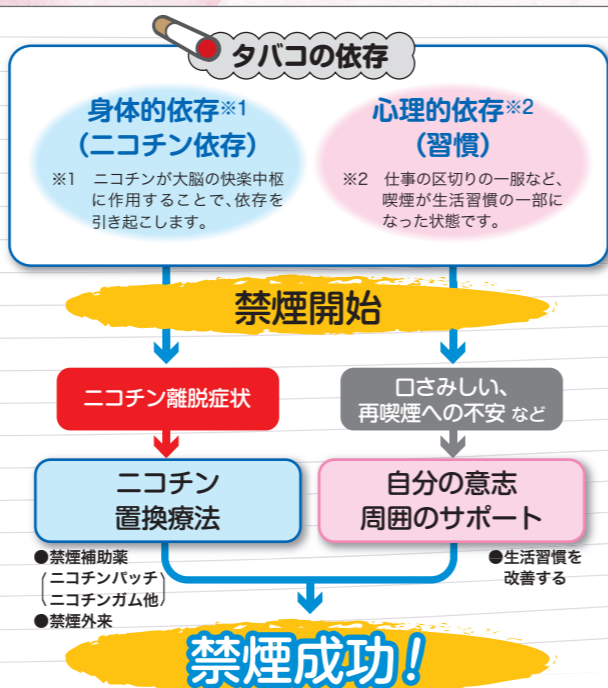 タバコの依存
身体的依存※1
(ニコチン依存)
※1 ニコチンが大脳の快楽中枢
に作用することで、依存を
引き起こします。
心理的依存※2
(習慣)
※2 仕事の区切りの一服など、
喫煙が生活習慣の一部に
なった状態です。
禁煙開始
ニコチン離脱症状
口さみしい、
再喫煙への不安 など
ニコチン
置換療法
自分の意志
周囲のサポート
●禁煙補助薬
(ニコチンパッチ
ニコチンガム他)
●禁煙外来
●生活習慣を
改善する
禁煙成功!